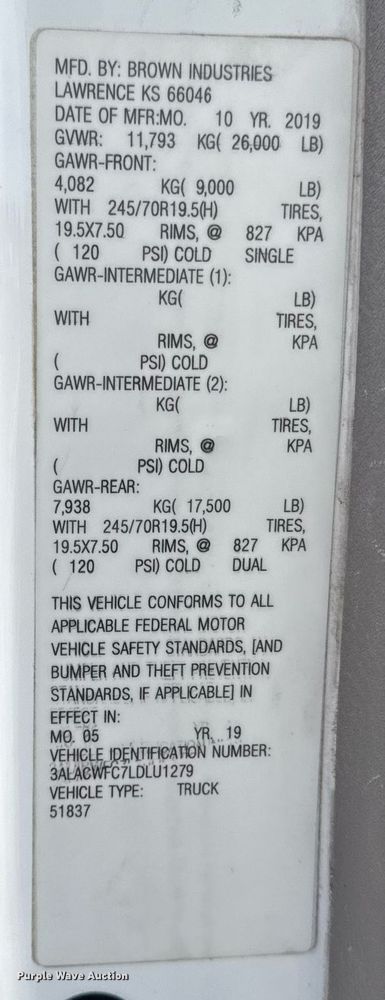 MFD. BY: BROWN INDUSTRIES
LAWRENCE KS 66046
DATE OF MFR:MO. 10 YR. 2019
GVWR: 11,793 KG( 26,000 LB)
GAWR-FRONT:
4,082 KG( 9,000 LB)
WITH 245/70R19.5(H) TIRES,
19.5X7.50 RIMS, @ 827 KPA
( 120 PSI) COLD SINGLE
GAWR-INTERMEDIATE (1):
KG( LB)
WITH TIRES,
RIMS, @ KPA
( PSI) COLD
GAWR-INTERMEDIATE (2):
KG( LB)
WITH TIRES,
RIMS, @ KPA
( PSI) COLD
GAWR-REAR:
7,938 KG( 17,500 LB)
WITH 245/70R19.5(H) TIRES,
19.5X7.50 RIMS, @ 827 KPA
( 120 PSI) COLD DUAL
THIS VEHICLE CONFORMS TO ALL
APPLICABLE FEDERAL MOTOR
VEHICLE SAFETY STANDARDS, [AND
BUMPER AND THEFT PREVENTION
STANDARDS, IF APPLICABLE] IN
EFFECT IN:
MO. 05 YR. 19
VEHICLE IDENTIFICATION NUMBER:
3ALACWFC7LDLU1279
VEHICLE TYPE: TRUCK
51837
Purple Wave Auction